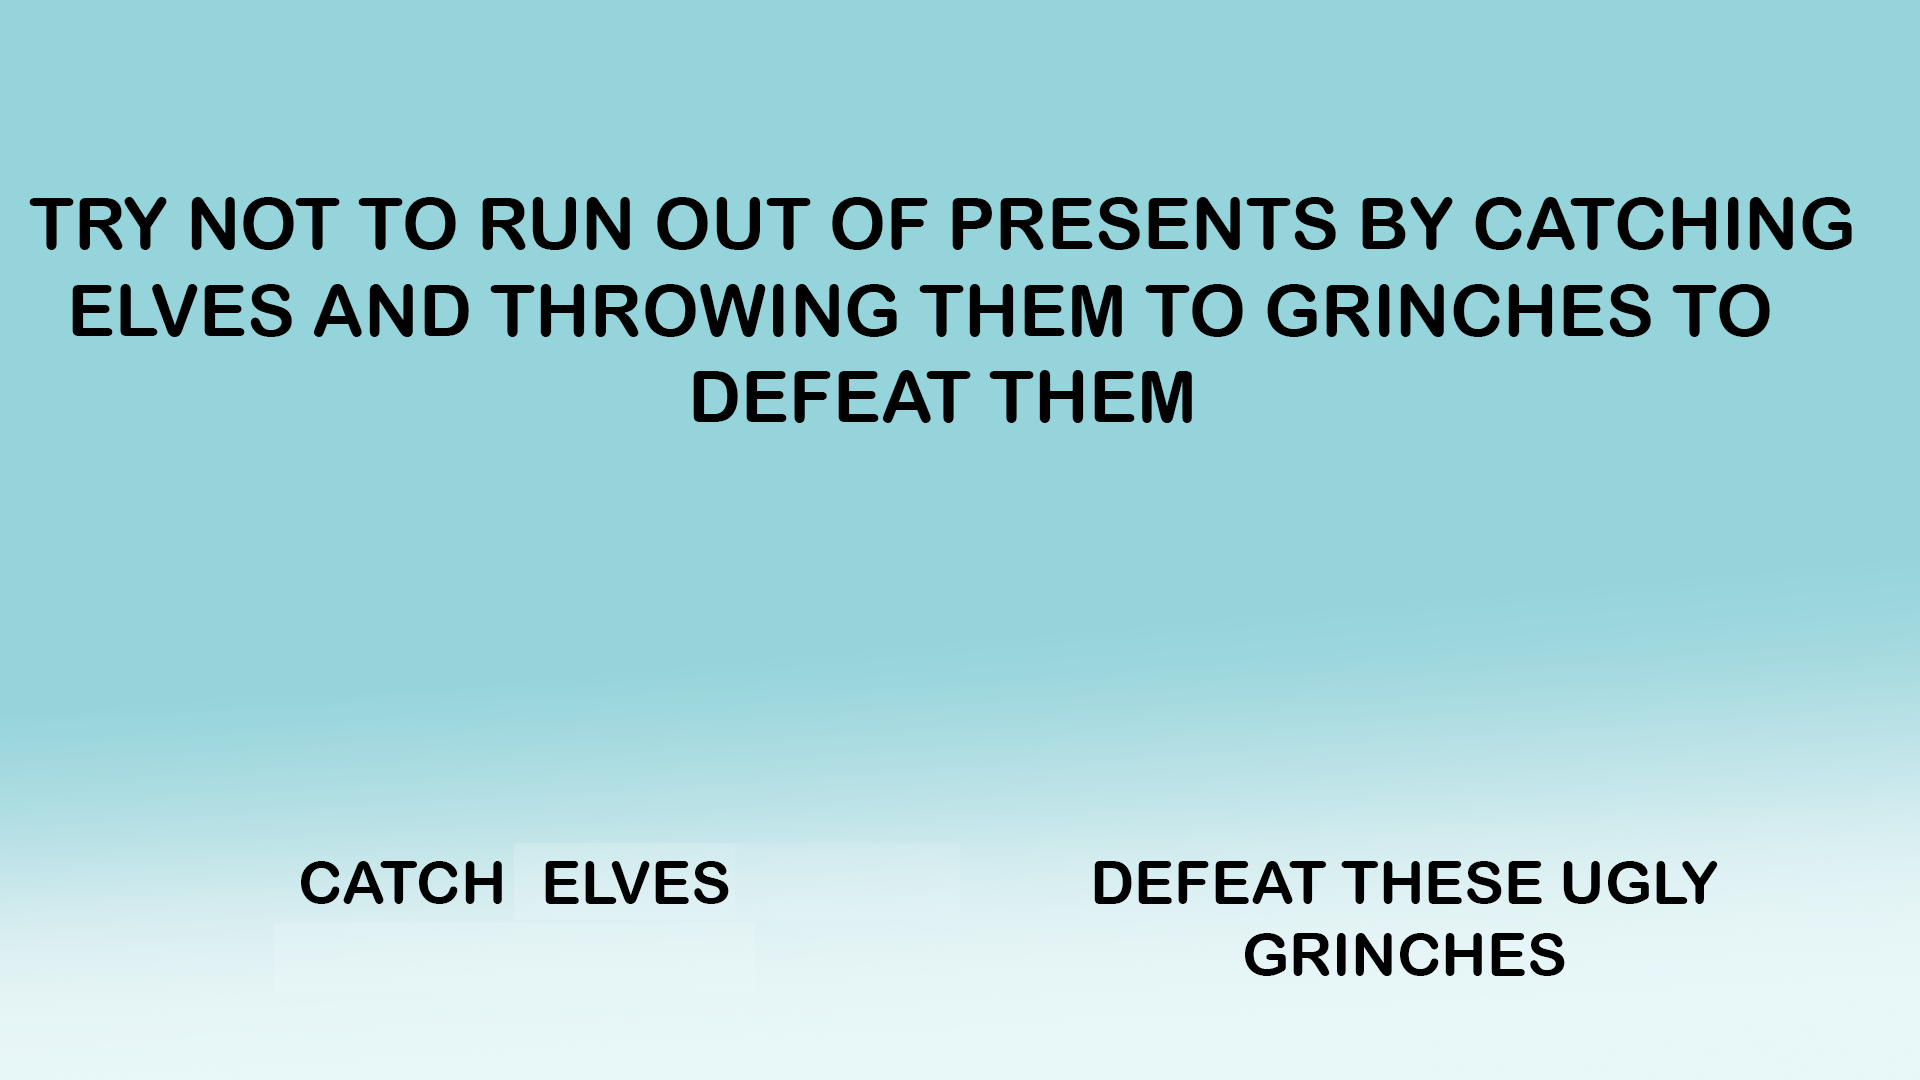 TRY NOT TO RUN OUT OF PRESENTS BY CATCHING
ELVES AND THROWING THEM TO GRINCHES TO
DEFEAT THEM
CATCH ELVES
DEFEAT THESE UGLY
GRINCHES